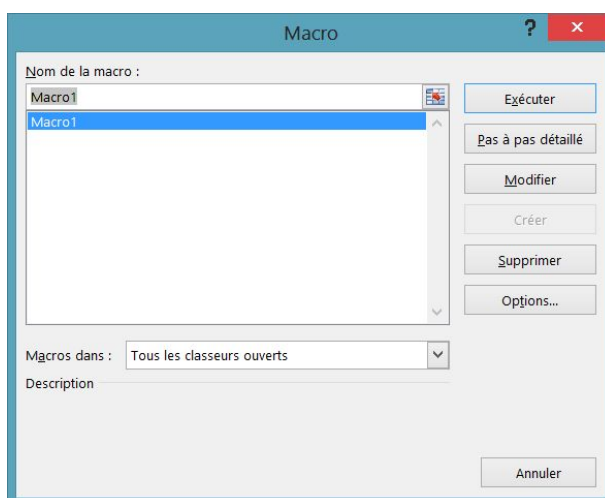 Macro
?
×
Nom de la macro :
Macro1
Macro1
Exécuter
Pas à pas détaillé
Modifier
Créer
Supprimer
Options...
Macros dans :
Tous les classeurs ouverts
Description
Annuler